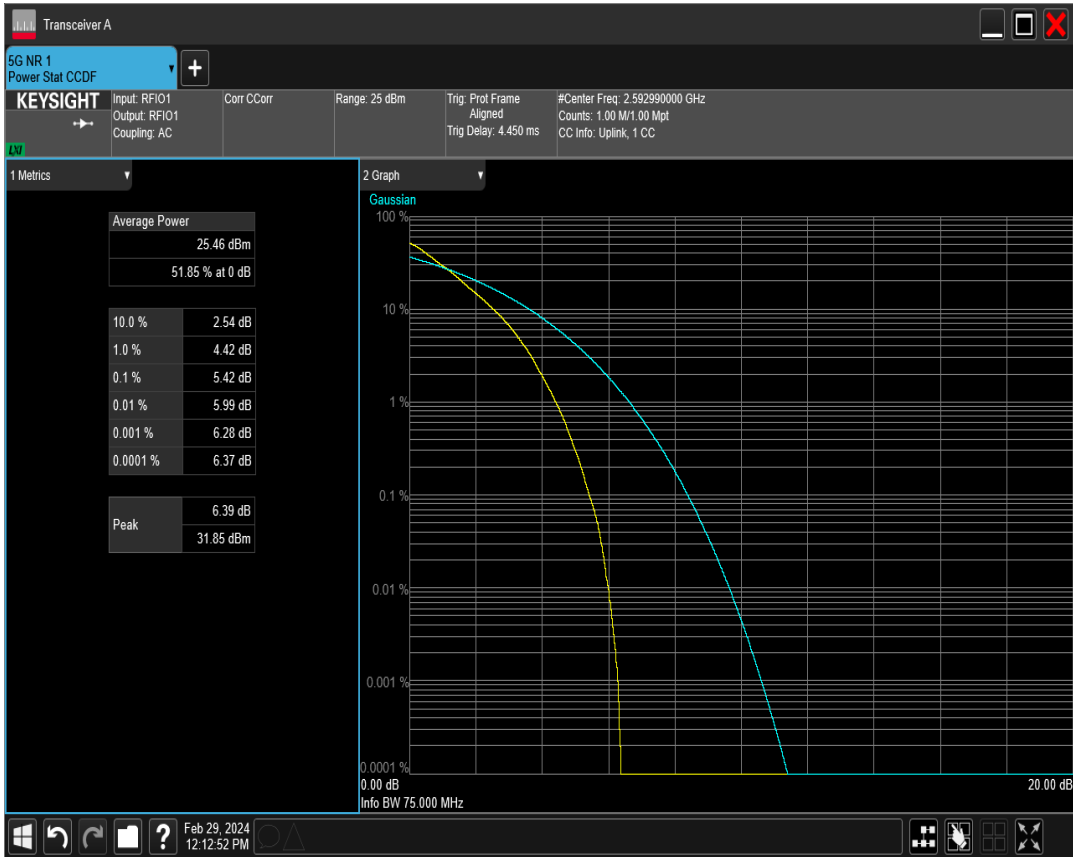 Transceiver A
5G NR 1
Power Stat CCDF
KEYSIGHT
LXI
Input: RFIO1
Output: RFIO1
Coupling: AC
Corr CCorr
Range: 25 dBm
Trig: Prot Frame
Aligned
Trig Delay: 4.450 ms
#Center Freq: 2.592990000 GHz
Counts: 1.00 M/1.00 Mpt
CC Info: Uplink, 1 CC
1 Metrics
Average Power
25.46 dBm
51.85 % at 0 dB
10.0 % 2.54 dB
1.0 % 4.42 dB
0.1 % 5.42 dB
0.01 % 5.99 dB
0.001 % 6.28 dB
0.0001 % 6.37 dB
Peak 6.39 dB
31.85 dBm
2 Graph
Gaussian
100 %
10 %
1 %
0.1 %
0.01 %
0.001 %
0.0001 %
0.00 dB 20.00 dB
Info BW 75.000 MHz
? Feb 29, 2024
12:12:52 PM